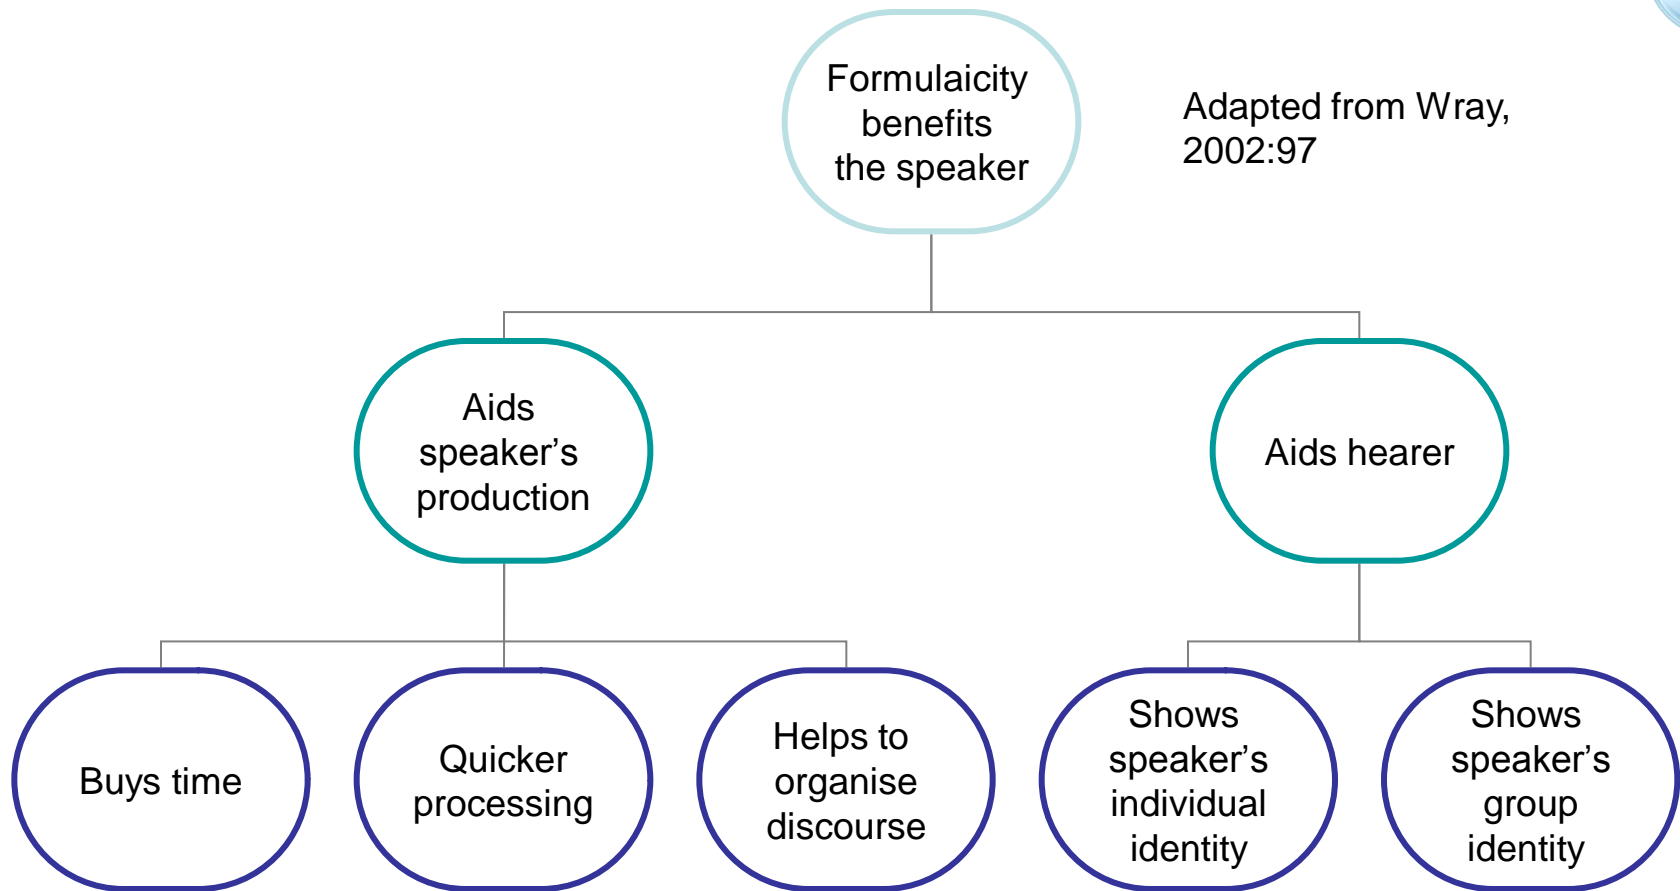 Formulaicity
benefits
the speaker
Adapted from Wray,
2002:97
Aids
speaker’s
production
Aids hearer
Buys time
Quicker
processing
Helps to
organise
discourse
Shows
speaker’s
individual
identity
Shows
speaker’s
group
identity